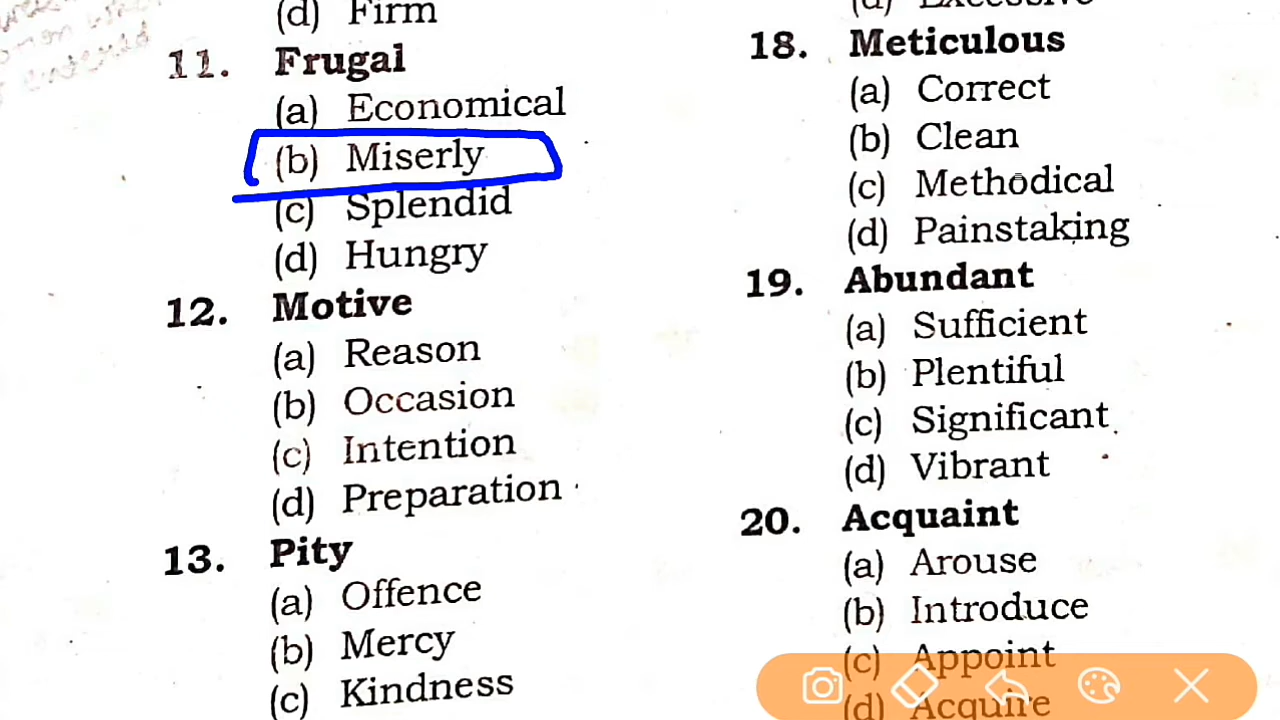 (d) Firm
11. Frugal
(a) Economical
(b) Miserly
(c) Splendid
(d) Hungry
12. Motive
(a) Reason
(b) Occasion
(c) Intention
(d) Preparation
13. Pity
(a) Offence
(b) Mercy
(c) Kindness
(d) Excessive
18. Meticulous
(a) Correct
(b) Clean
(c) Methodical
(d) Painstaking
19. Abundant
(a) Sufficient
(b) Plentiful
(c) Significant
(d) Vibrant
20. Acquaint
(a) Arouse
(b) Introduce
(c) Appoint
(d) Acquire